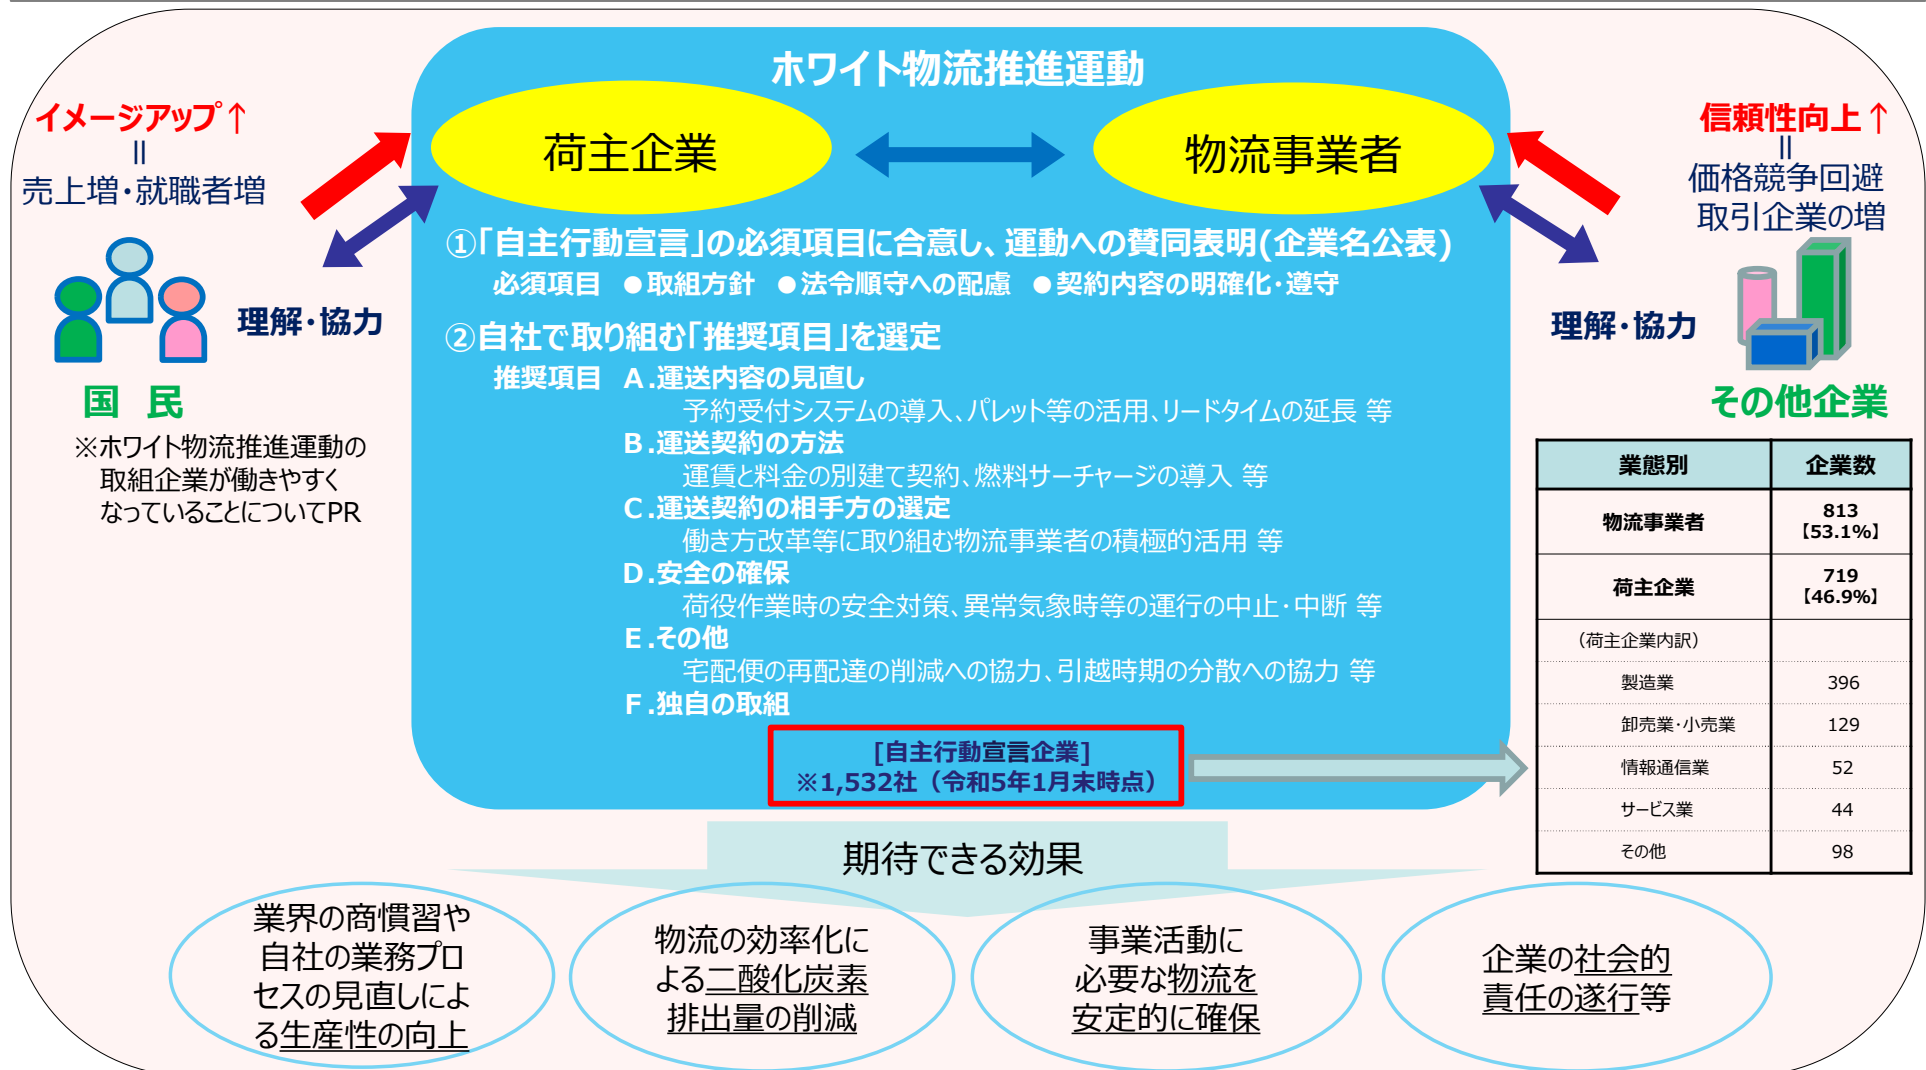 ホワイト物流推進運動
荷主企業
物流事業者
イメージアップ↑
||
売上増・就職者増
理解・協力
国 民
※ホワイト物流推進運動の
取組企業が働きやすく
なっていることについてPR
①「自主行動宣言」の必須項目に合意し、運動への賛同表明(企業名公表)
必須項目 ●取組方針 ●法令順守への配慮 ●契約内容の明確化・遵守
②自社で取り組む「推奨項目」を選定
推奨項目 A.運送内容の見直し
予約受付システムの導入、パレット等の活用、リードタイムの延長 等
B.運送契約の方法
運賃と料金の別建て契約、燃料サーチャージの導入 等
C.運送契約の相手方の選定
働き方改革等に取り組む物流事業者の積極的活用 等
D.安全の確保
荷役作業時の安全対策、異常気象時等の運行の中止・中断 等
E.その他
宅配便の再配達の削減への協力、引越時期の分散への協力 等
F.独自の取組
[自主行動宣言企業]
※1,532社（令和5年1月末時点）
信頼性向上↑
||
価格競争回避
取引企業の増
理解・協力
その他企業
業態別 企業数
物流事業者 813
【53.1%】
荷主企業 719
【46.9%】
（荷主企業内訳）
製造業 396
卸売業・小売業 129
情報通信業 52
サービス業 44
その他 98
期待できる効果
業界の商慣習や
自社の業務プロ
セスの見直しによ
る生産性の向上
物流の効率化に
よる二酸化炭素
排出量の削減
事業活動に
必要な物流を
安定的に確保
企業の社会的
責任の遂行等